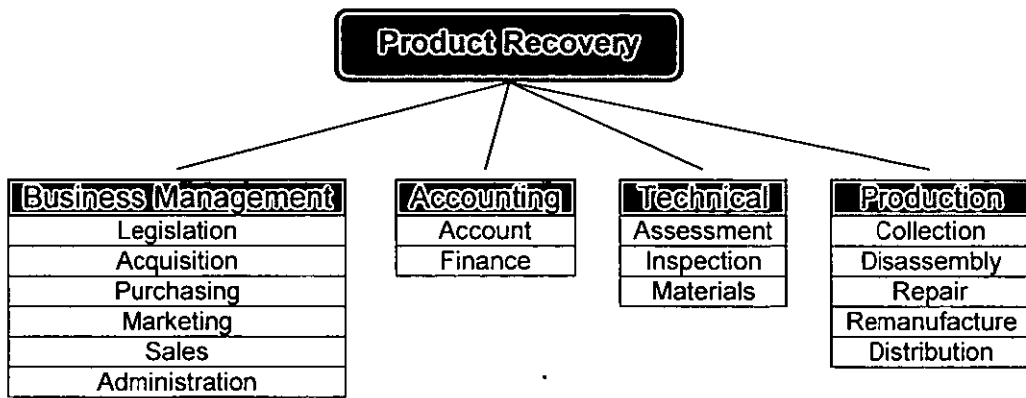 Product Recovery
Business Management
Legislation
Acquisition
Purchasing
Marketing
Sales
Administration
Accounting
Account
Finance
Technical
Assessment
Inspection
Materials
Production
Collection
Disassembly
Repair
Remanufacture
Distribution